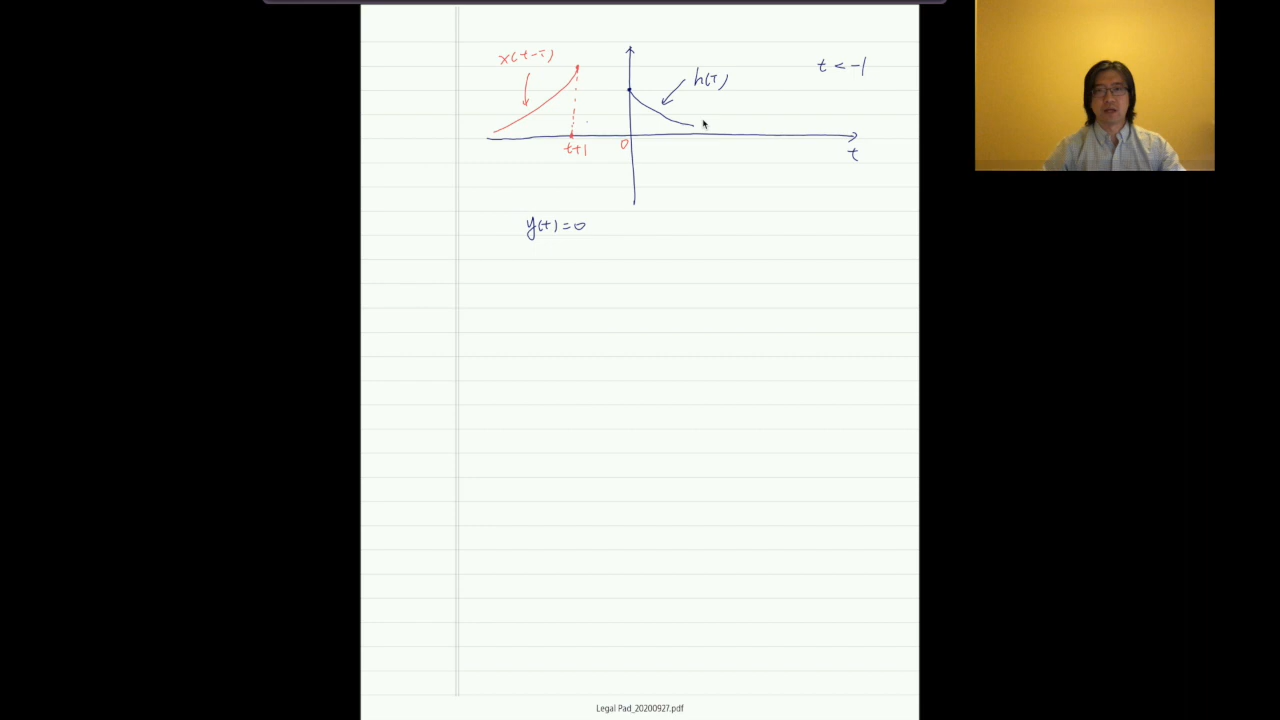 x(t-τ)
t < -1
h(τ)
t+1
0
t
y(t)=0
Legal Pad_20200927.pdf